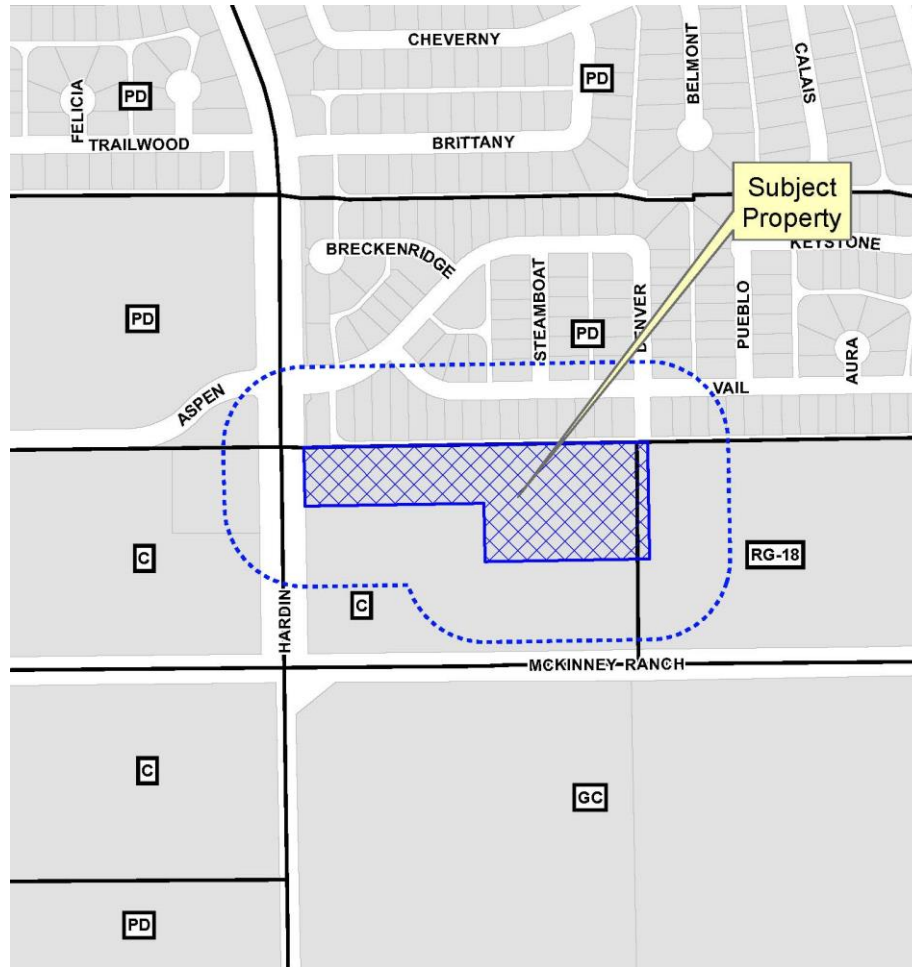 CHEVERNY
PD
PD
FELICIA
BELMONT
CALAIS
TRAILWOOD
BRITTANY
Subject
Property
BRECKENRIDGE
KEYSTONE
PD
STEAMBOAT
PD
DENVER
PUEBLO
AURA
ASPEN
VAIL
C
RG-18
HARDIN
C
MCKINNEY RANCH
C
GC
PD